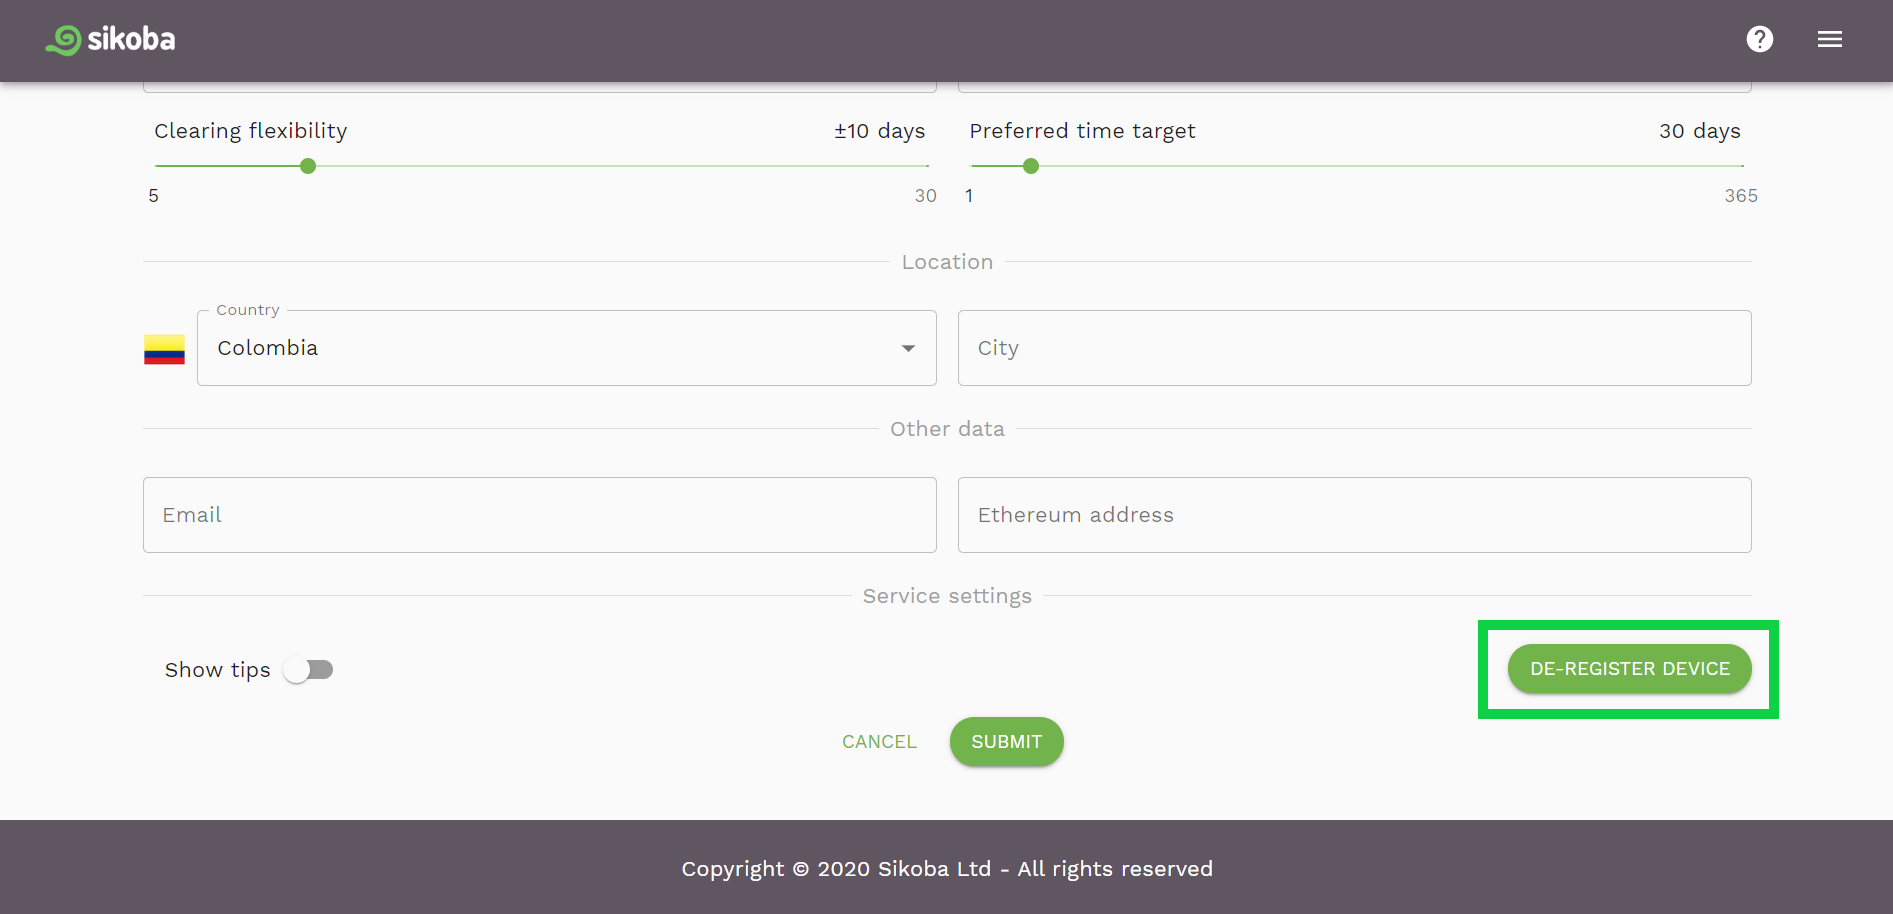 sikoba
?
Clearing flexibility ±10 days Preferred time target 30 days
5 30 1 365
Location
Country
Colombia City
Other data
Email Ethereum address
Service settings
Show tips DE-REGISTER DEVICE
CANCEL SUBMIT
Copyright © 2020 Sikoba Ltd - All rights reserved